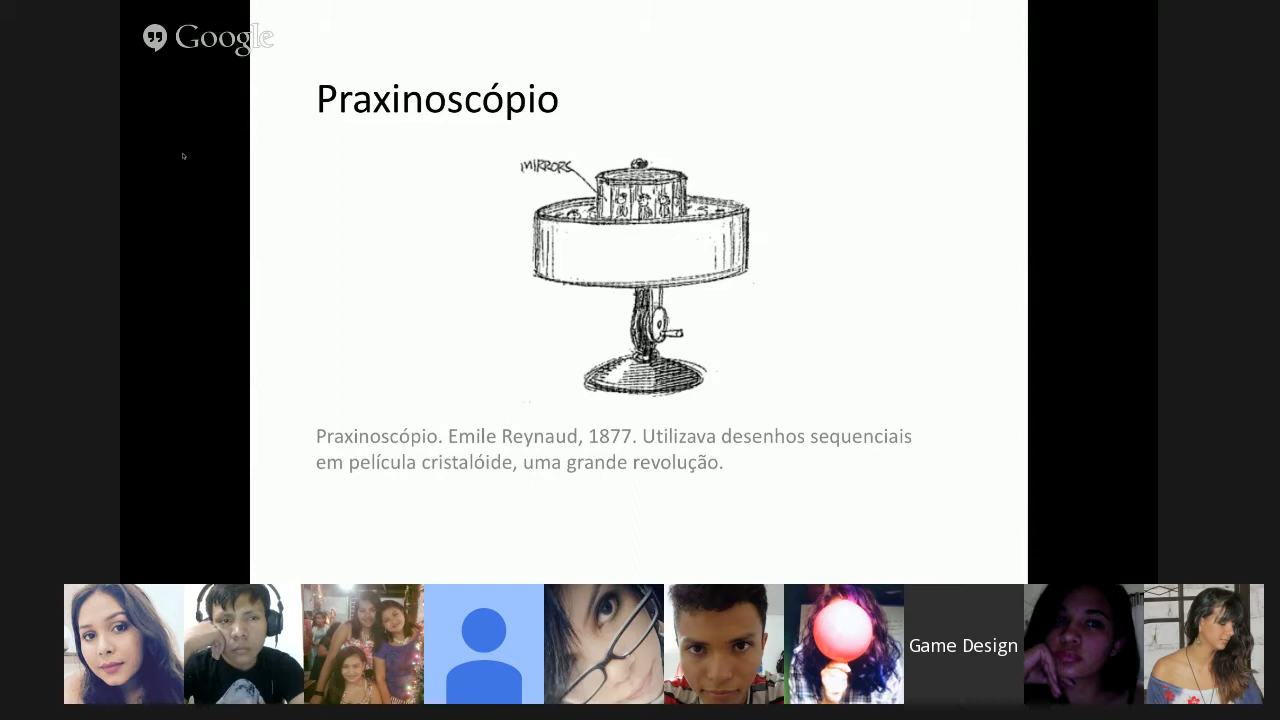 Google
Praxinoscópio
MIRRORS
Praxinoscópio. Emile Reynaud, 1877. Utilizava desenhos sequenciais
em película cristalóide, uma grande revolução.
Game Design